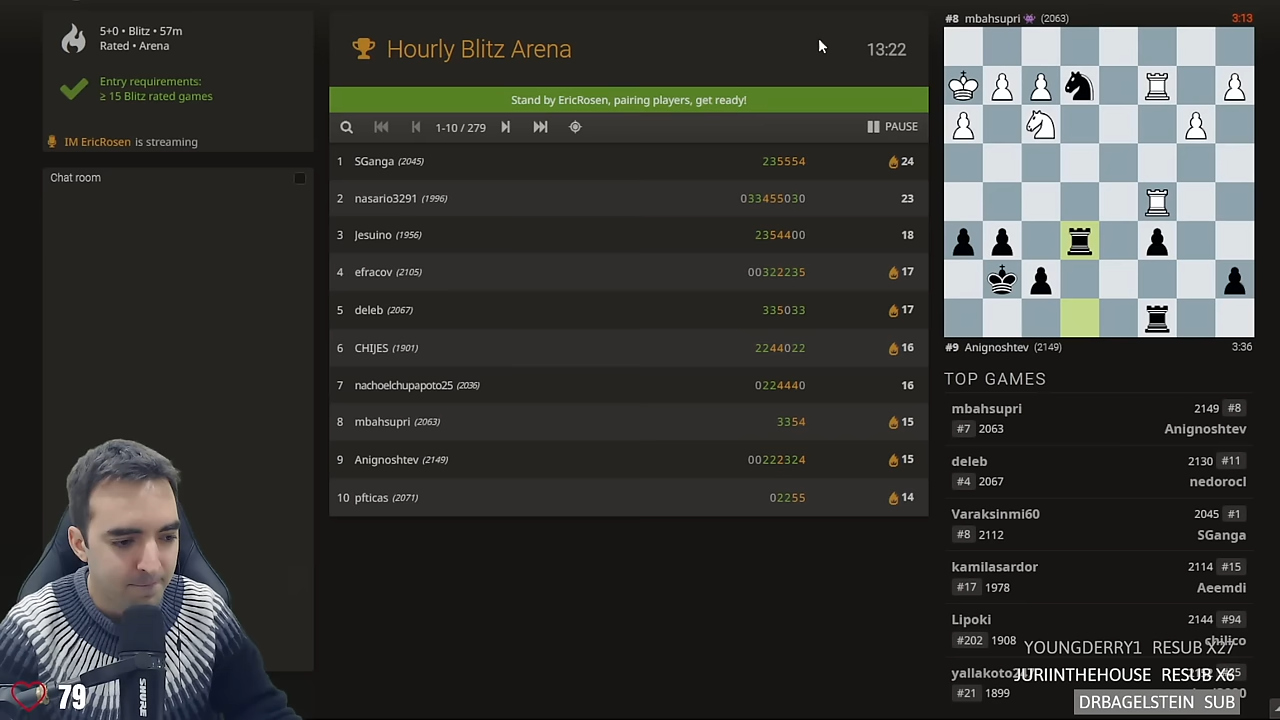 5+0 • Blitz • 57m
Rated • Arena
Entry requirements:
≥ 15 Blitz rated games
IM EricRosen is streaming
Chat room
79
SHURE
Hourly Blitz Arena
13:22
Stand by EricRosen, pairing players, get ready!
1-10 / 279
PAUSE
1 SGanga (2045) 235554 24
2 nasario3291 (1996) 033455030 23
3 Jesuino (1956) 2354400 18
4 efracov (2105) 00322235 17
5 deleb (2067) 335033 17
6 CHIJES (1901) 2244022 16
7 nachoelchupapoto25 (2036) 0224440 16
8 mbahsupri (2063) 3354 15
9 Anignoshtev (2149) 00222324 15
10 pfticas (2071) 02255 14
#8 mbahsupri (2063) 3:13
#9 Anignoshtev (2149) 3:36
TOP GAMES
mbahsupri 2149 #8
#7 2063 Anignoshtev
deleb 2130 #11
#4 2067 nedorocl
Varaksinmi60 2045 #1
#8 2112 SGanga
kamilasardor 2114 #15
#17 1978 Aeemdi
Lipoki 2144 #94
#202 1908 chilico
YOUNGDERRY1 RESUB X27
JURIINTHEHOUSE RESUB X6
#21 1899
DRBAGELSTEIN SUB